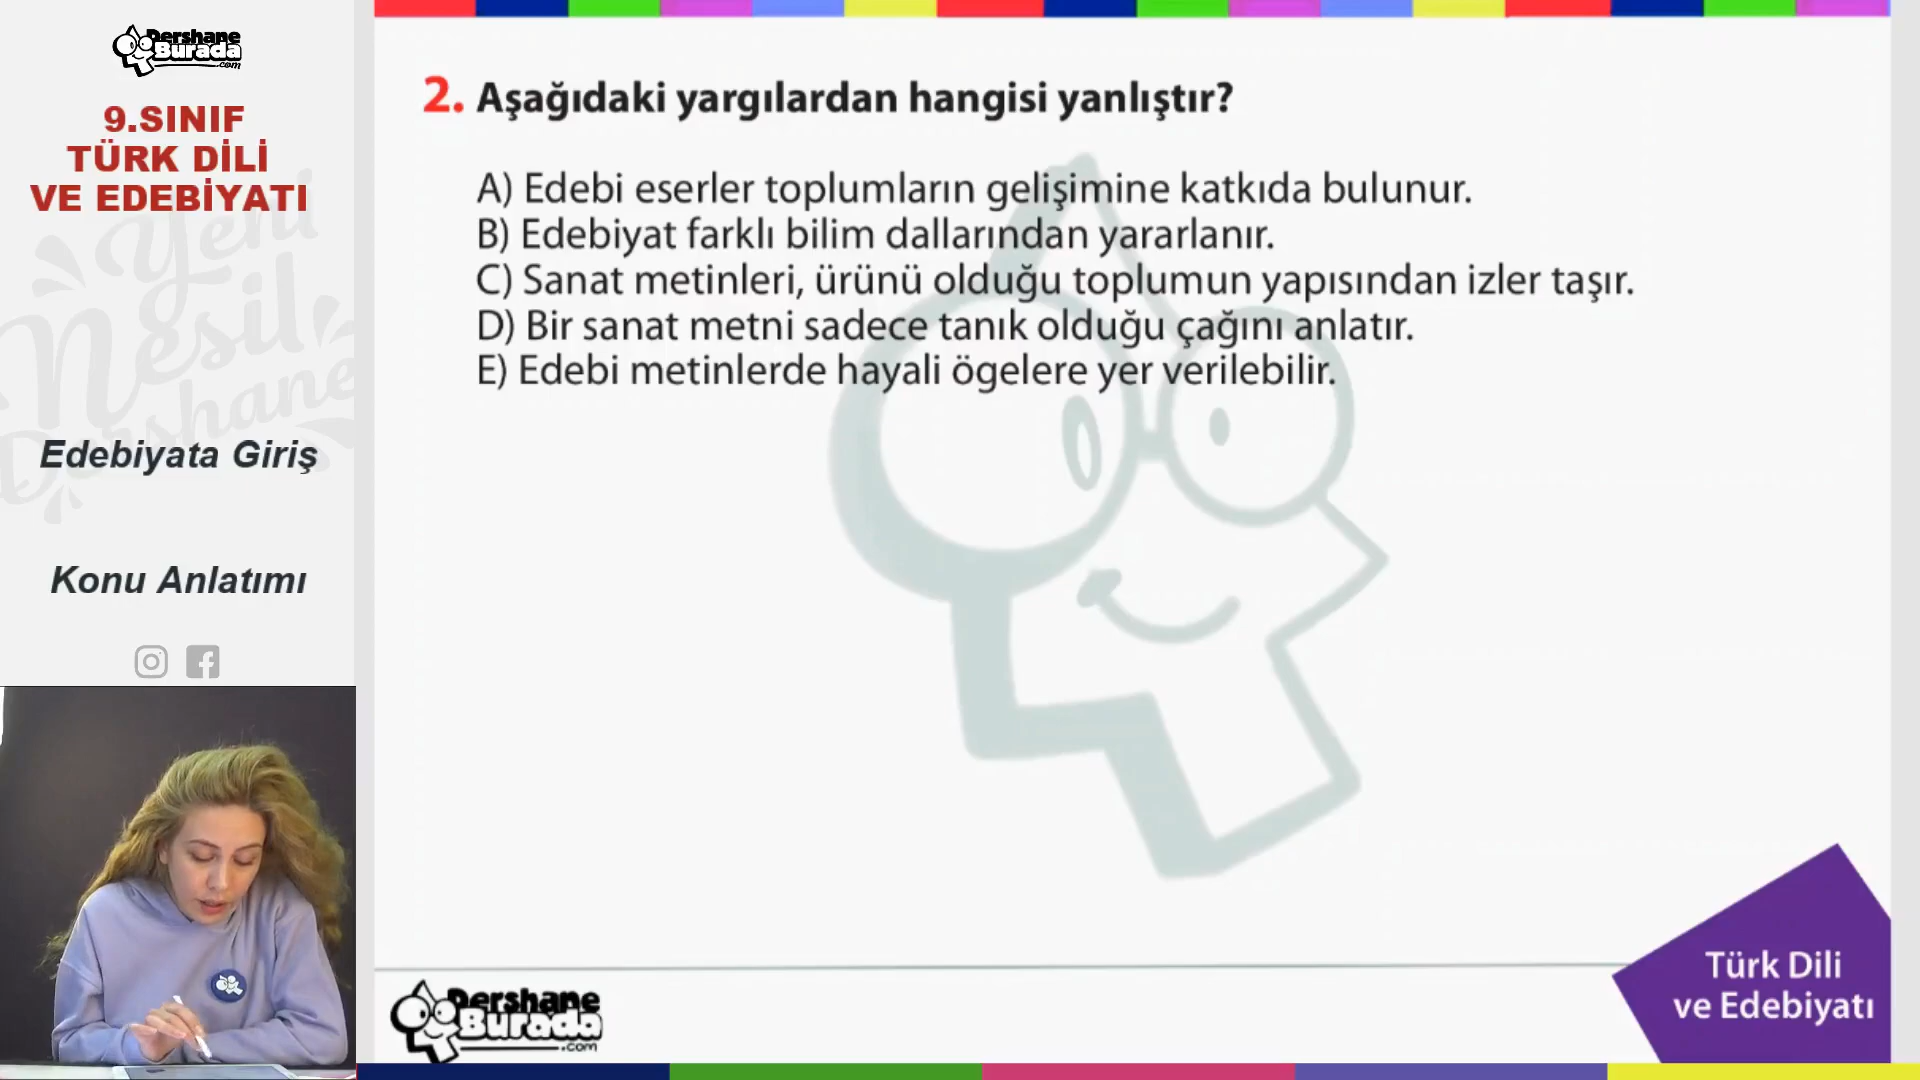 Dershane
Burada
.com
9.SINIF
TÜRK DİLİ
VE EDEBİYATI
Yeni
Nesil
Dershane
Edebiyata Giriş
Konu Anlatımı
2. Aşağıdaki yargılardan hangisi yanlıştır?
A) Edebi eserler toplumların gelişimine katkıda bulunur.
B) Edebiyat farklı bilim dallarından yararlanır.
C) Sanat metinleri, ürünü olduğu toplumun yapısından izler taşır.
D) Bir sanat metni sadece tanık olduğu çağını anlatır.
E) Edebi metinlerde hayali ögelere yer verilebilir.
Dershane
Burada
.com
Türk Dili
ve Edebiyatı